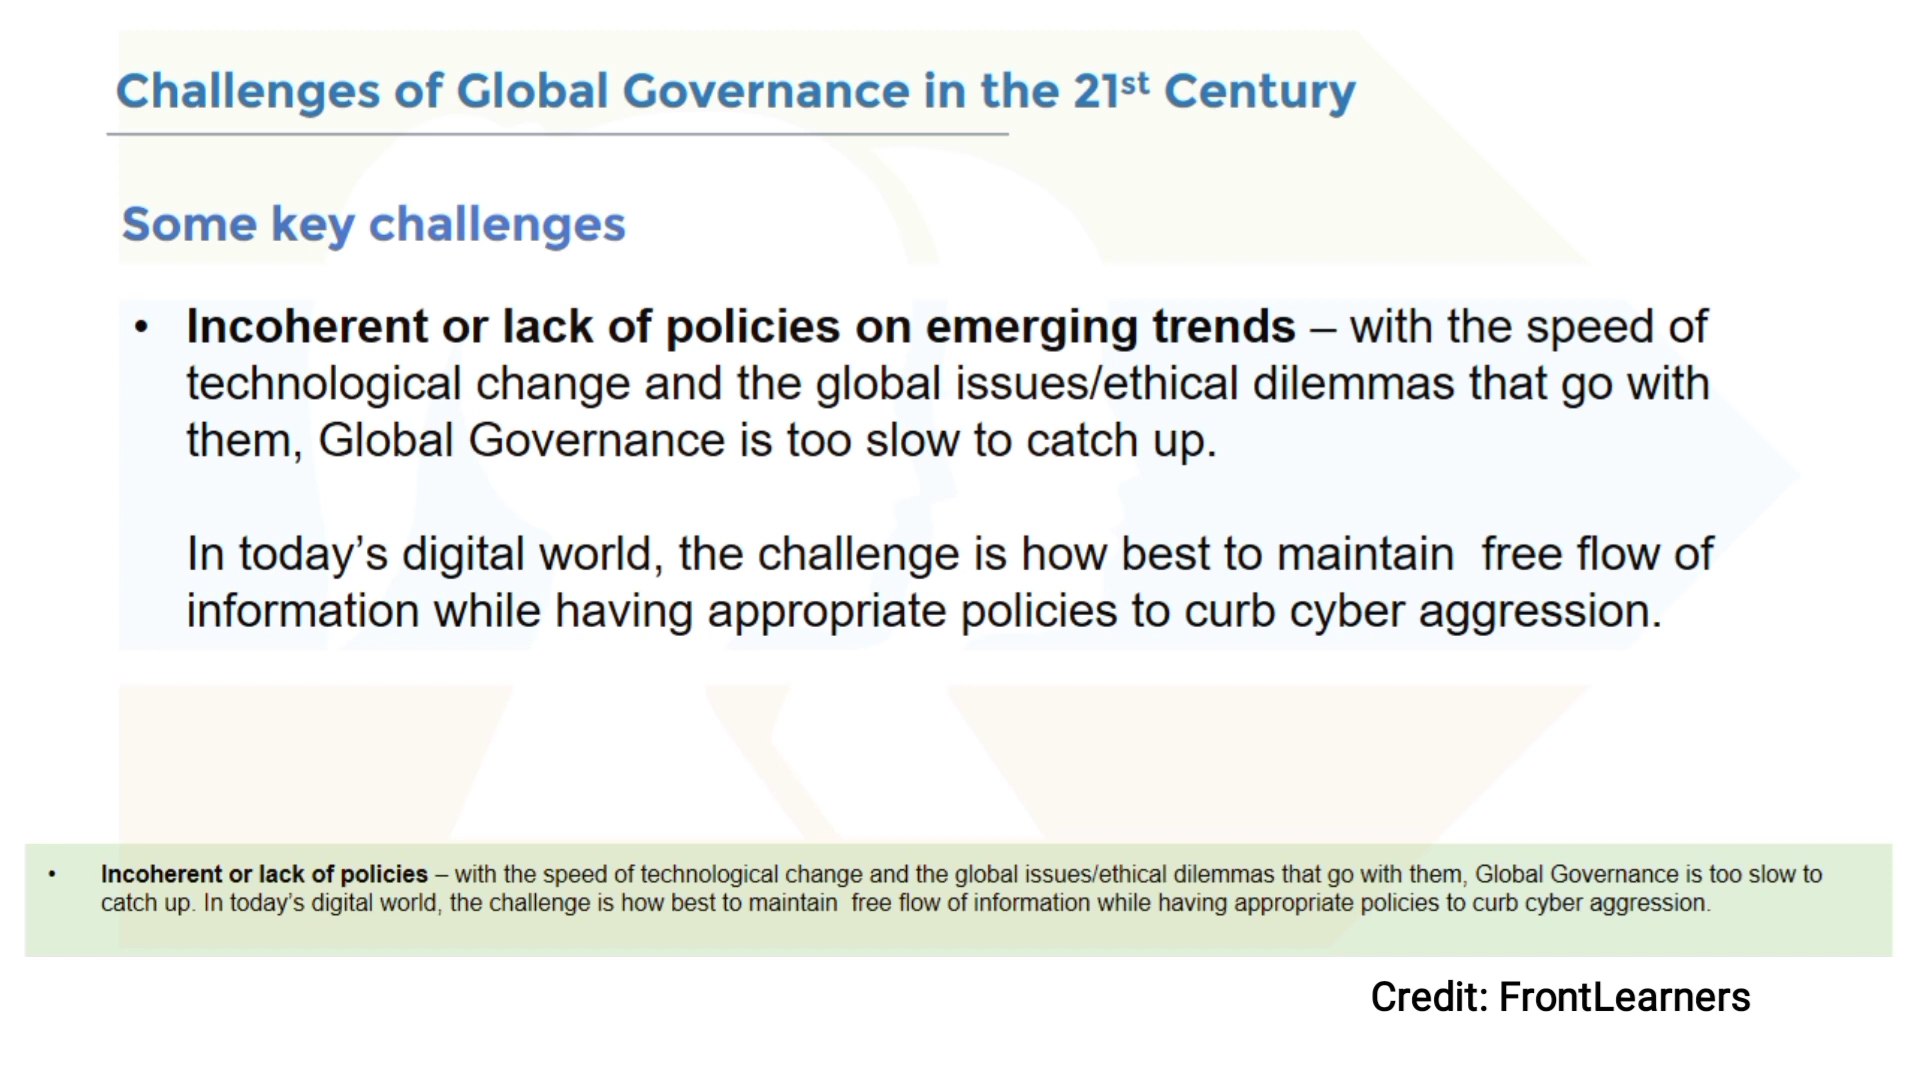 Challenges of Global Governance in the 21st Century
Some key challenges
• Incoherent or lack of policies on emerging trends – with the speed of
technological change and the global issues/ethical dilemmas that go with
them, Global Governance is too slow to catch up.
In today’s digital world, the challenge is how best to maintain  free flow of
information while having appropriate policies to curb cyber aggression.
• Incoherent or lack of policies – with the speed of technological change and the global issues/ethical dilemmas that go with them, Global Governance is too slow to
catch up. In today’s digital world, the challenge is how best to maintain  free flow of information while having appropriate policies to curb cyber aggression.
Credit: FrontLearners